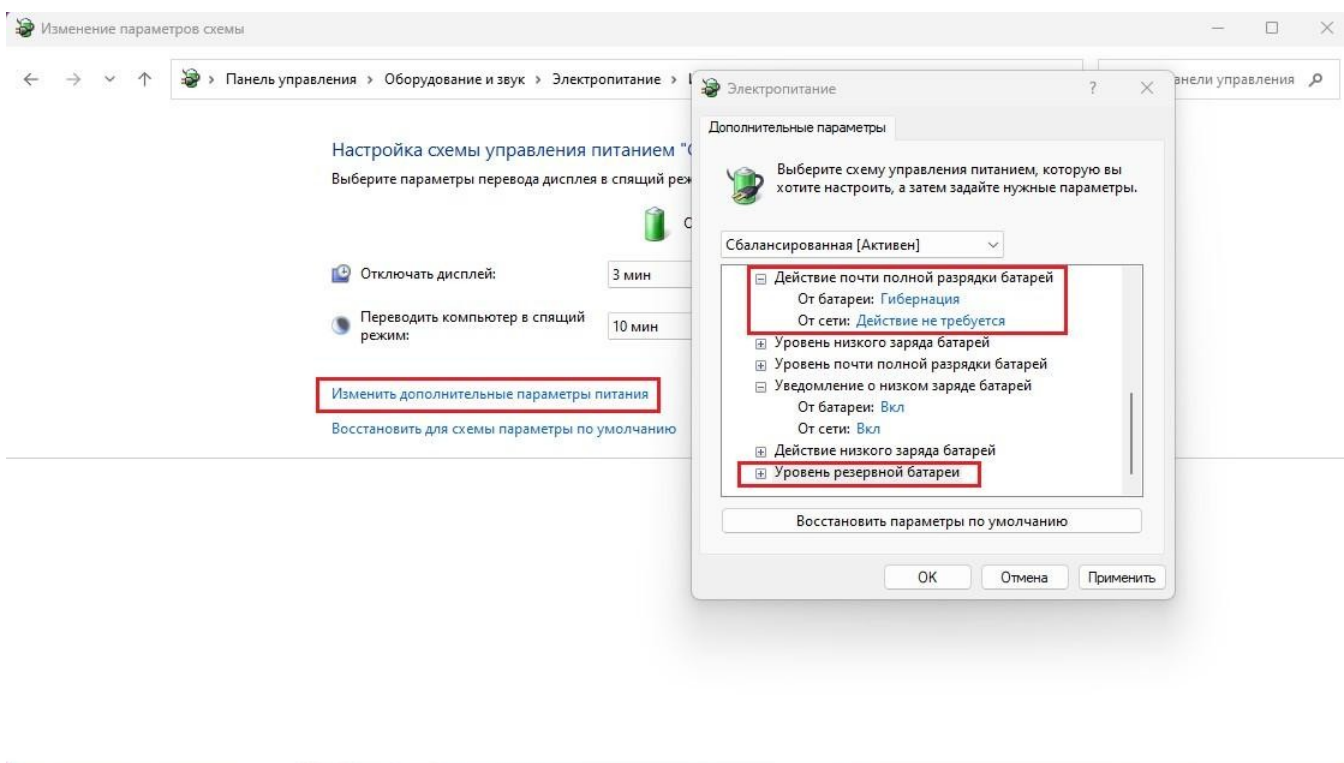 Изменение параметров схемы
Панель управления › Оборудование и звук › Электропитание ›
анели управления
Настройка схемы управления питанием "
Выберите параметры перевода дисплея в спящий реж
Отключать дисплей:
3 мин
Переводить компьютер в спящий
режим:
10 мин
Изменить дополнительные параметры питания
Восстановить для схемы параметры по умолчанию
Электропитание
?
Дополнительные параметры
Выберите схему управления питанием, которую вы
хотите настроить, а затем задайте нужные параметры.
Сбалансированная [Активен]
Действие почти полной разрядки батарей
От батареи: Гибернация
От сети: Действие не требуется
Уровень низкого заряда батарей
Уровень почти полной разрядки батарей
Уведомление о низком заряде батарей
От батареи: Вкл
От сети: Вкл
Действие низкого заряда батарей
Уровень резервной батареи
Восстановить параметры по умолчанию
ОК
Отмена
Применить